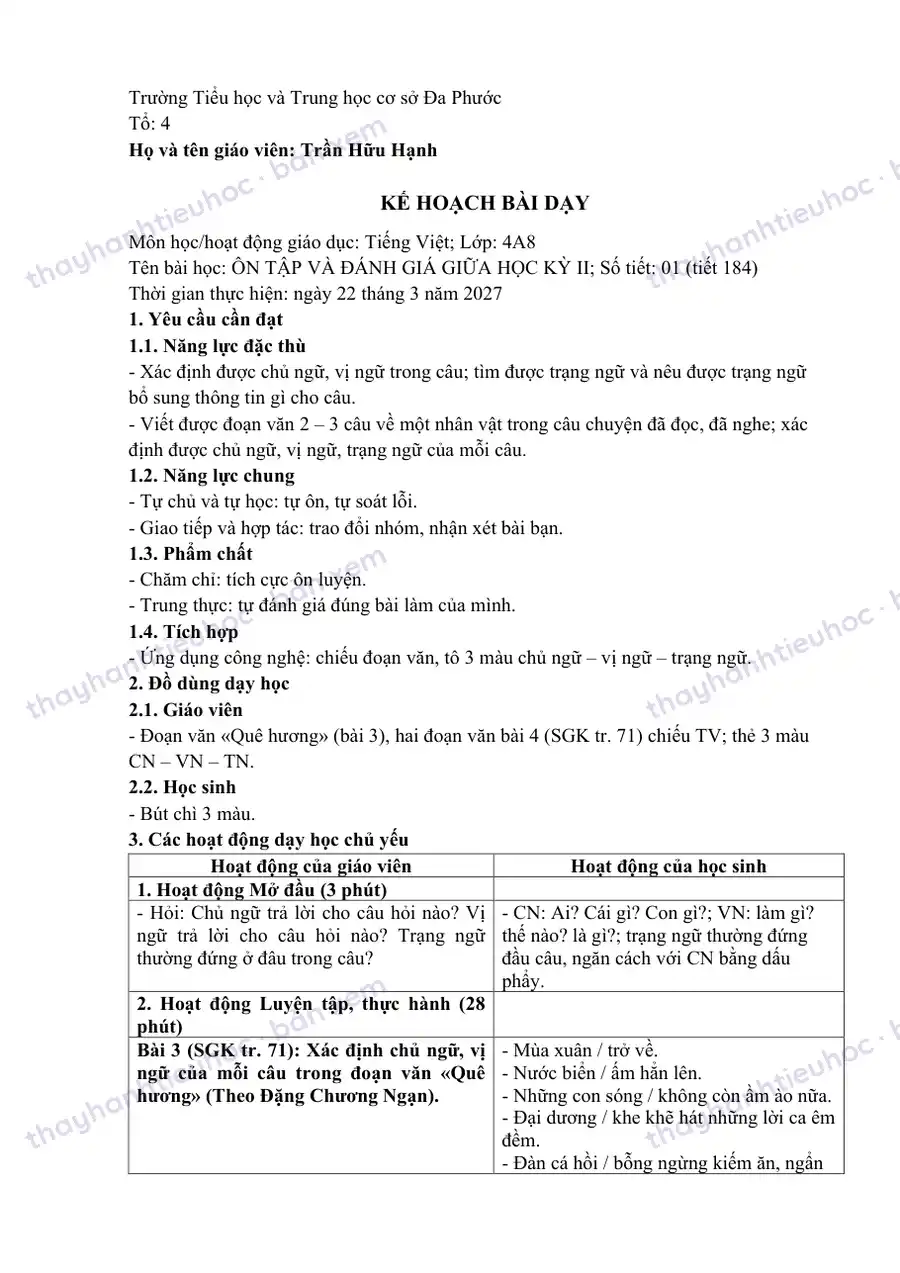 Trường Tiểu học và Trung học cơ sở Đa Phước
Tổ: 4
Họ và tên giáo viên: Trần Hữu Hạnh
KẾ HOẠCH BÀI DẠY
Môn học/hoạt động giáo dục: Tiếng Việt; Lớp: 4A8
Tên bài học: ÔN TẬP VÀ ĐÁNH GIÁ GIỮA HỌC KỲ II; Số tiết: 01 (tiết 184)
Thời gian thực hiện: ngày 22 tháng 3 năm 2027
1. Yêu cầu cần đạt
1.1. Năng lực đặc thù
- Xác định được chủ ngữ, vị ngữ trong câu; tìm được trạng ngữ và nêu được trạng ngữ
bổ sung thông tin gì cho câu.
- Viết được đoạn văn 2 – 3 câu về một nhân vật trong câu chuyện đã đọc, đã nghe; xác
định được chủ ngữ, vị ngữ, trạng ngữ của mỗi câu.
1.2. Năng lực chung
- Tự chủ và tự học: tự ôn, tự soát lỗi.
- Giao tiếp và hợp tác: trao đổi nhóm, nhận xét bài bạn.
1.3. Phẩm chất
- Chăm chỉ: tích cực ôn luyện.
- Trung thực: tự đánh giá đúng bài làm của mình.
1.4. Tích hợp
- Ứng dụng công nghệ: chiếu đoạn văn, tô 3 màu chủ ngữ – vị ngữ – trạng ngữ.
2. Đồ dùng dạy học
2.1. Giáo viên
- Đoạn văn «Quê hương» (bài 3), hai đoạn văn bài 4 (SGK tr. 71) chiếu TV; thẻ 3 màu
CN – VN – TN.
2.2. Học sinh
- Bút chì 3 màu.
3. Các hoạt động dạy học chủ yếu
Hoạt động của giáo viên
Hoạt động của học sinh
1. Hoạt động Mở đầu (3 phút)
- Hỏi: Chủ ngữ trả lời cho câu hỏi nào? Vị
ngữ trả lời cho câu hỏi nào? Trạng ngữ
thường đứng ở đâu trong câu?
- CN: Ai? Cái gì? Con gì?; VN: làm gì?
thế nào? là gì?; trạng ngữ thường đứng
đầu câu, ngăn cách với CN bằng dấu
phẩy.
2. Hoạt động Luyện tập, thực hành (28
phút)
Bài 3 (SGK tr. 71): Xác định chủ ngữ, vị
ngữ của mỗi câu trong đoạn văn «Quê
hương» (Theo Đặng Chương Ngạn).
- Mùa xuân / trở về.
- Nước biển / ấm hẳn lên.
- Những con sóng / không còn ầm ào nữa.
- Đại dương / khe khẽ hát những lời ca êm
đềm.
- Đàn cá hồi / bỗng ngừng kiếm ăn, ngẩn
thayhanhtieuhoc · bản xem
thayhanhtieuhoc · b
thayhanhtieuhoc · bản xem
thayhanhtieuhoc · b
thayhanhtieuhoc · bản xem
thayhanhtieuhoc · b